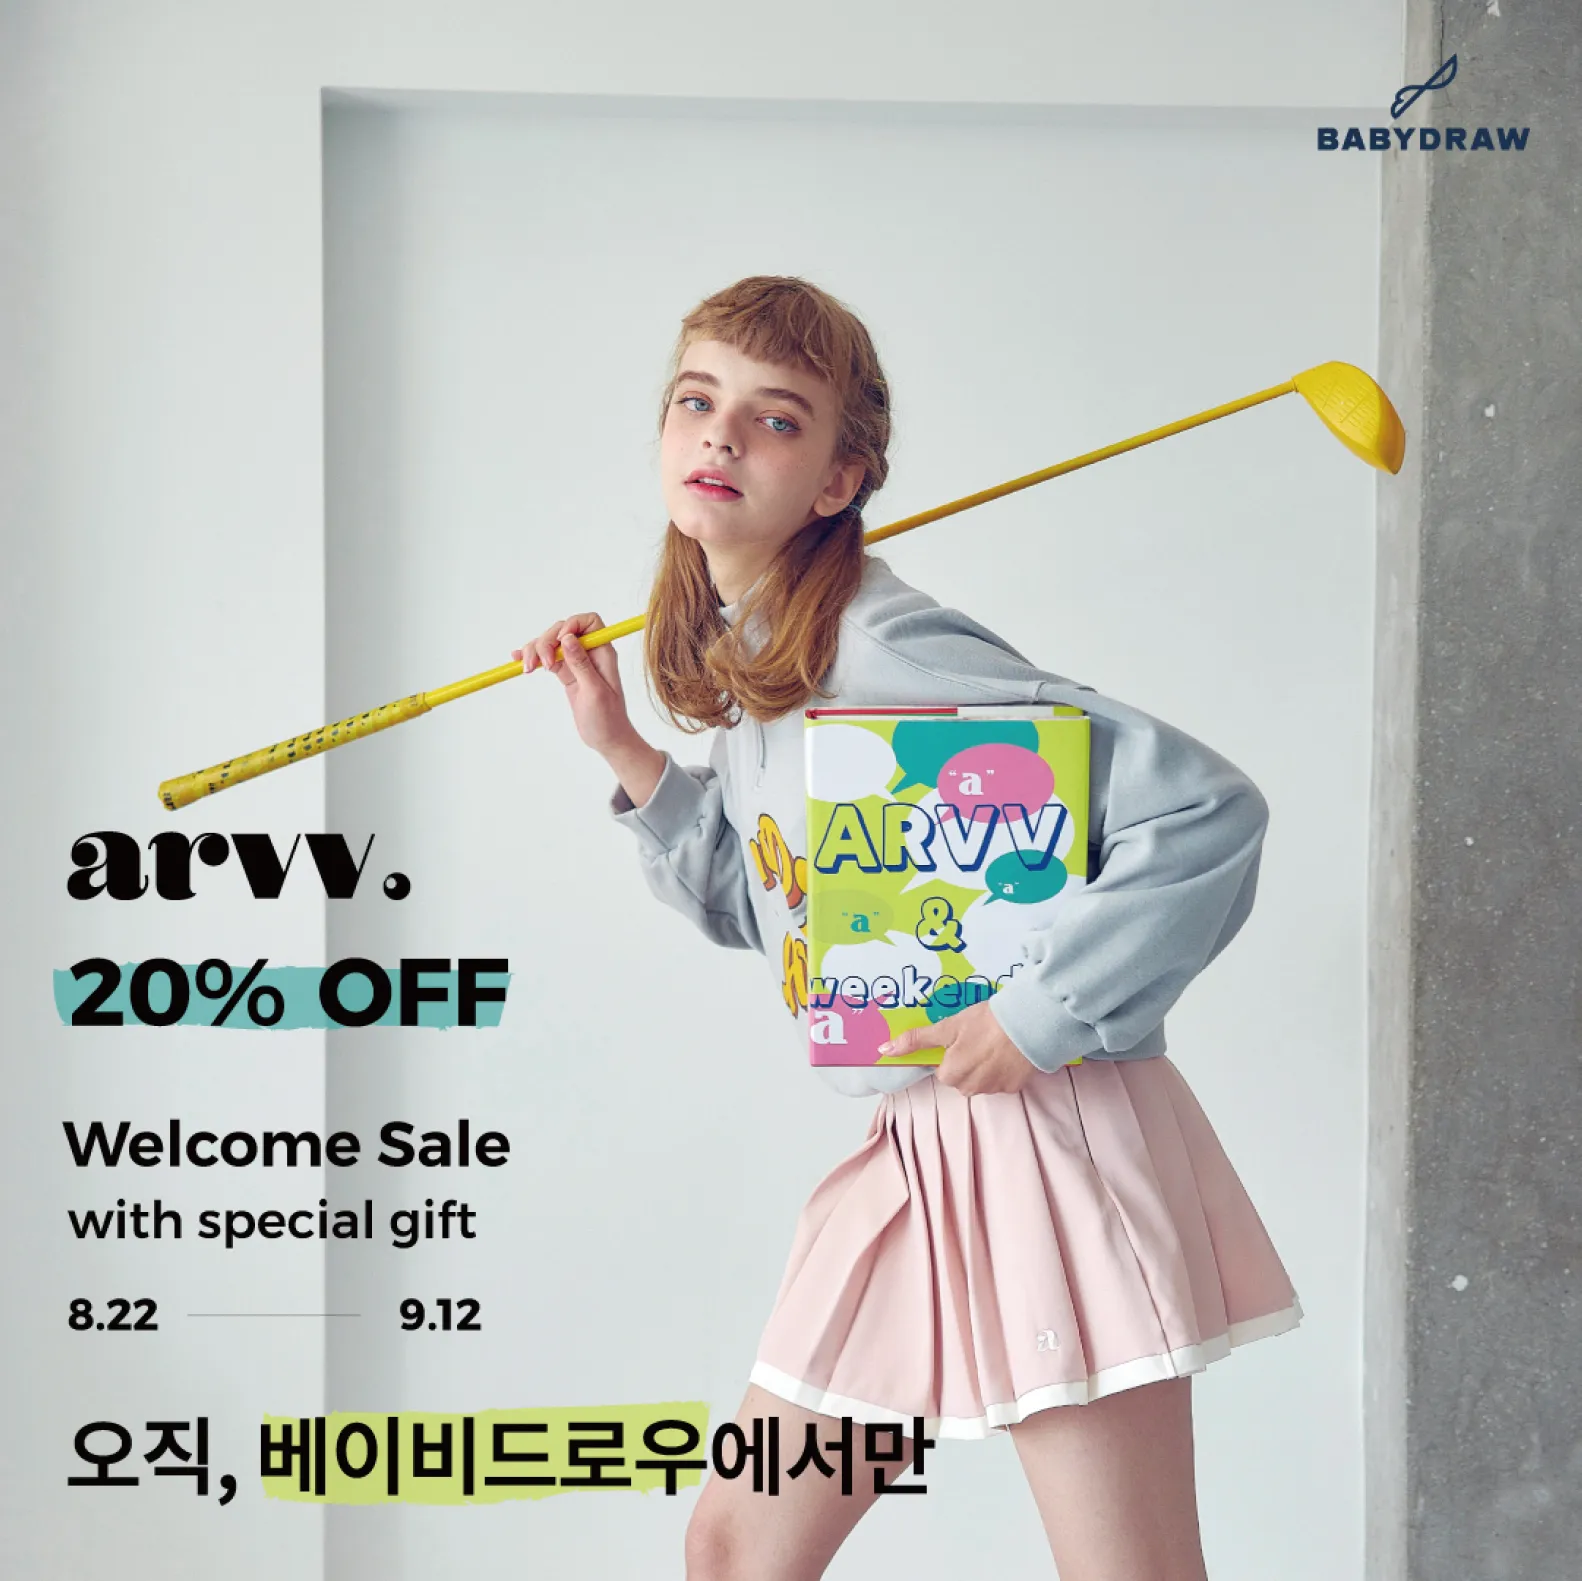 BABYDRAW
"a"
ARVV
"a"
"a"
&
weekend
a"
arvv.
20% OFF
Welcome Sale
with special gift
8.22 9.12
a
오직, 베이비드로우에서만